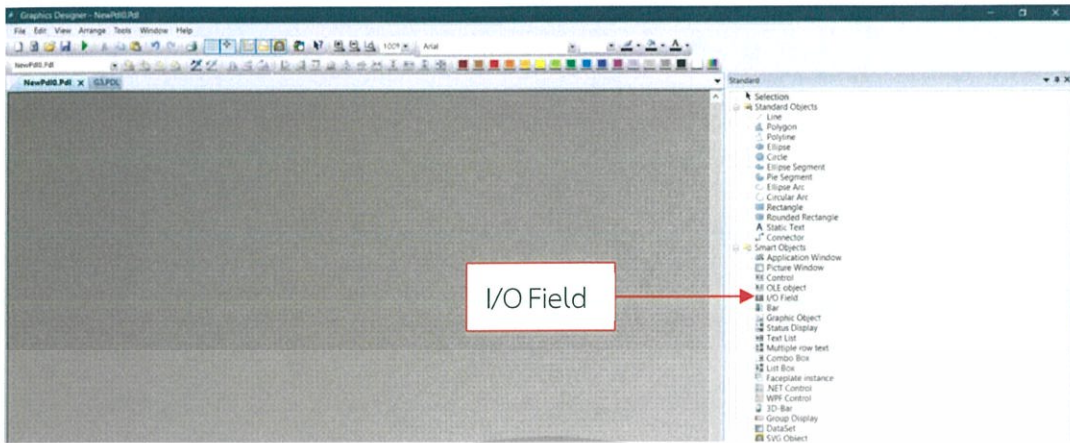 Graphics Designer - NewPdl0.Pdl
File Edit View Arrange Tools Window Help
100% Arial
NewPdl0.Pdl
NewPdl0.Pdl X G3.PDL
Standard
Selection
Standard Objects
Line
Polygon
Polyline
Ellipse
Circle
Ellipse Segment
Pie Segment
Ellipse Arc
Circular Arc
Rectangle
Rounded Rectangle
Static Text
Connector
Smart Objects
Application Window
Picture Window
Control
OLE object
I/O Field
Bar
Graphic Object
Status Display
Text List
Multiple row text
Combo Box
List Box
Faceplate instance
.NET Control
WPF Control
3D-Bar
Group Display
DataSet
SVG Object
I/O Field